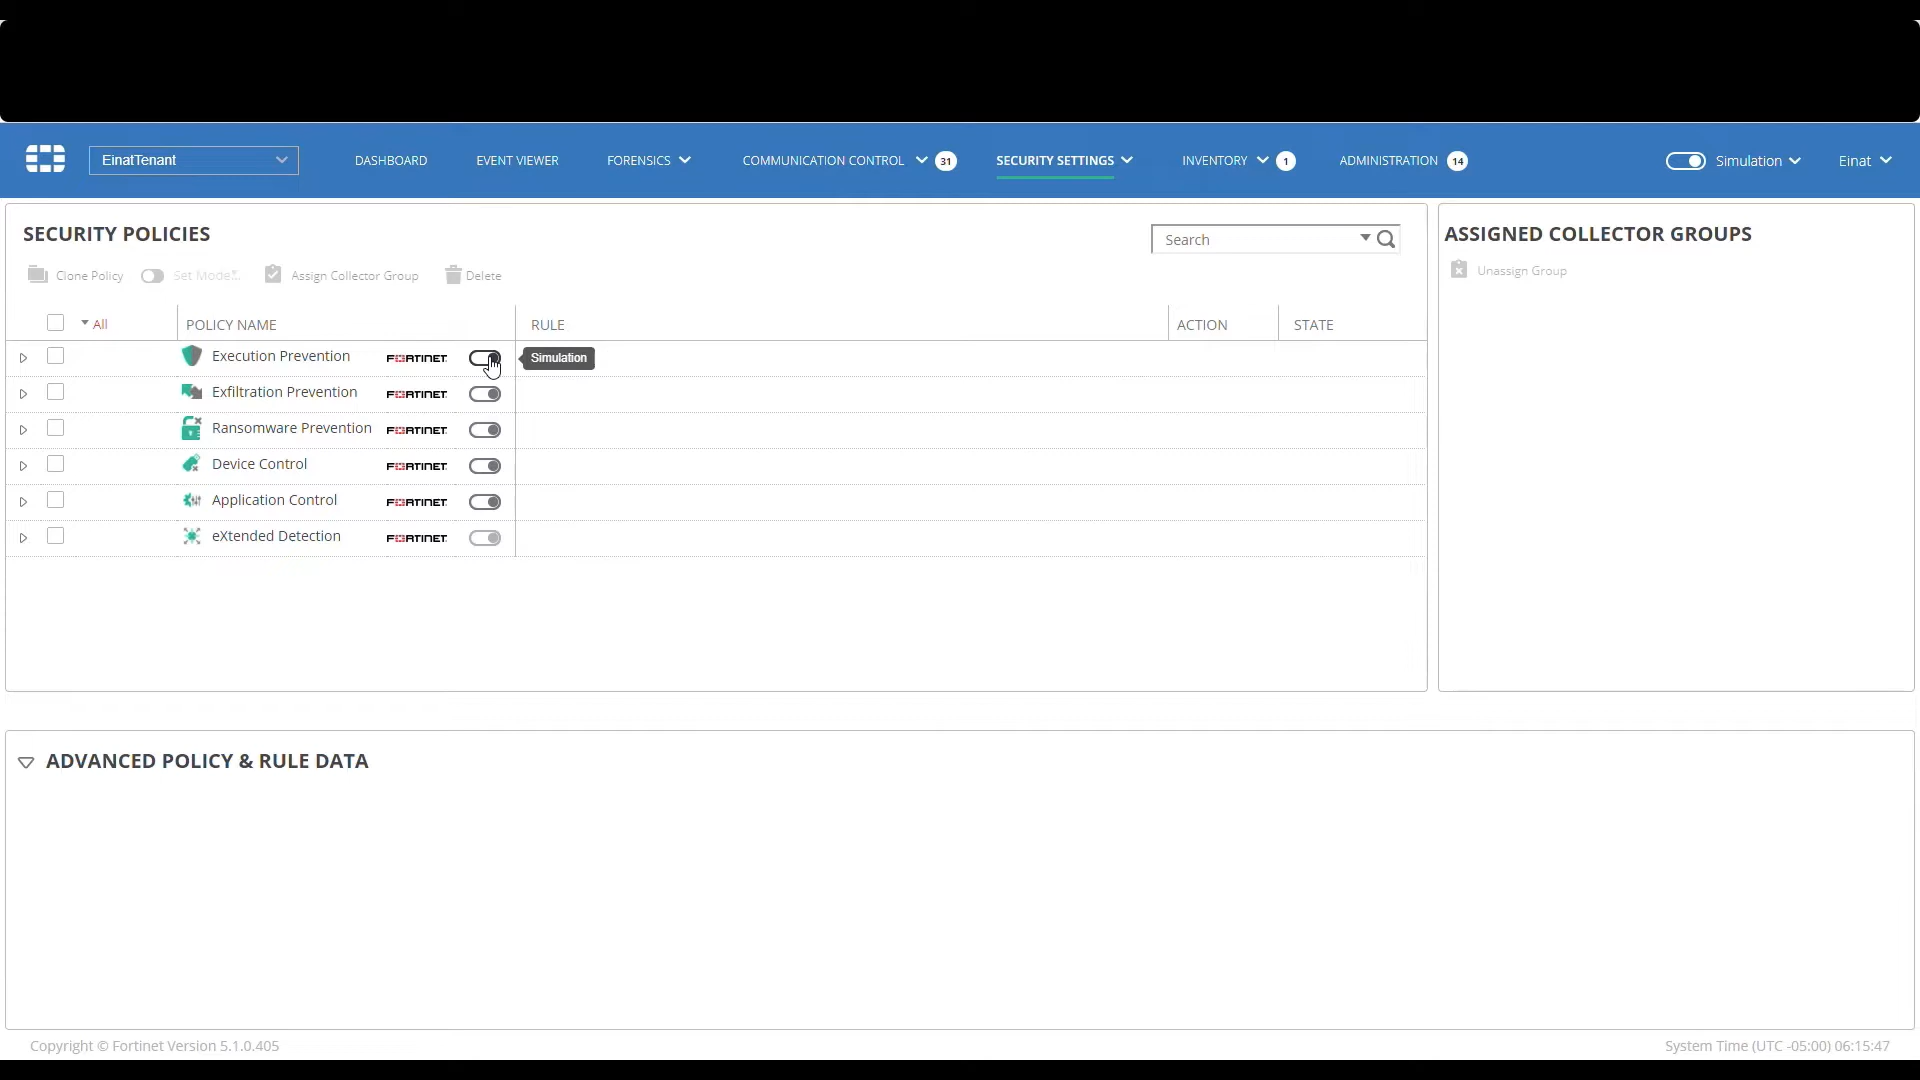 EinatTenant
DASHBOARD
EVENT VIEWER
FORENSICS
COMMUNICATION CONTROL 31
SECURITY SETTINGS
INVENTORY 1
ADMINISTRATION 14
Simulation
Einat
SECURITY POLICIES
Search
Clone Policy
Set Mode
Assign Collector Group
Delete
All
POLICY NAME
RULE
ACTION
STATE
Execution Prevention FORTINET Simulation
Exfiltration Prevention FORTINET
Ransomware Prevention FORTINET
Device Control FORTINET
Application Control FORTINET
eXtended Detection FORTINET
ASSIGNED COLLECTOR GROUPS
Unassign Group
ADVANCED POLICY & RULE DATA
Copyright © Fortinet Version 5.1.0.405
System Time (UTC -05:00) 06:15:47